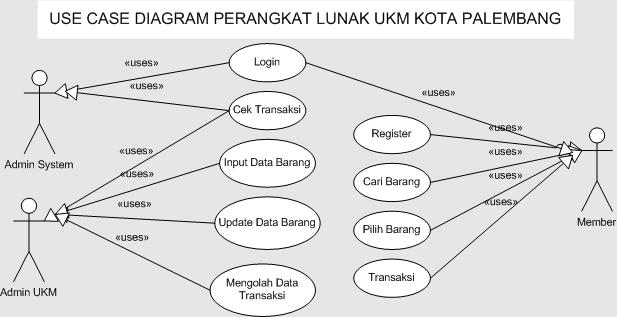 USE CASE DIAGRAM PERANGKAT LUNAK UKM KOTA PALEMBANG
«uses»
Login
«uses»
«uses»
Cek Transaksi
Admin System
Register
«uses»
«uses»
«uses»
Input Data Barang
«uses»
Cari Barang
«uses»
«uses»
Update Data Barang
Pilih Barang
Member
«uses»
Admin UKM
Mengolah Data
Transaksi
Transaksi